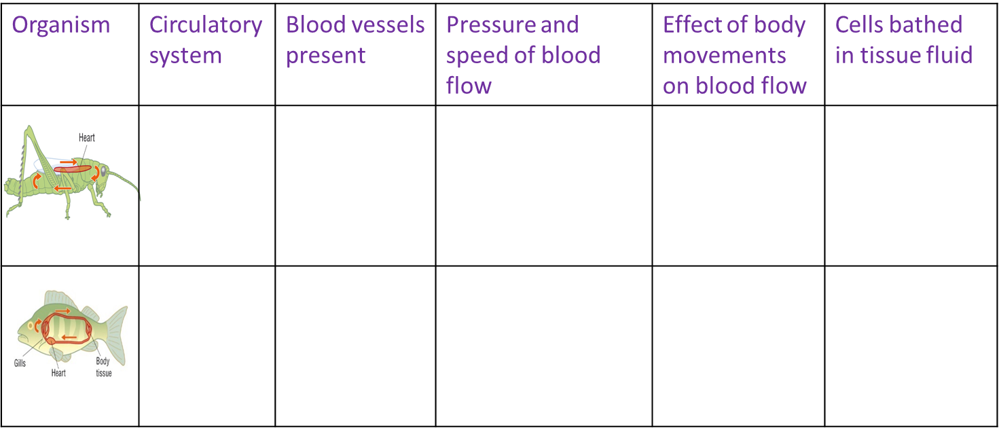 Organism
Circulatory
system
Blood vessels
present
Pressure and
speed of blood
flow
Effect of body
movements
on blood flow
Cells bathed
in tissue fluid
Heart
Gills
Heart
Body
tissue